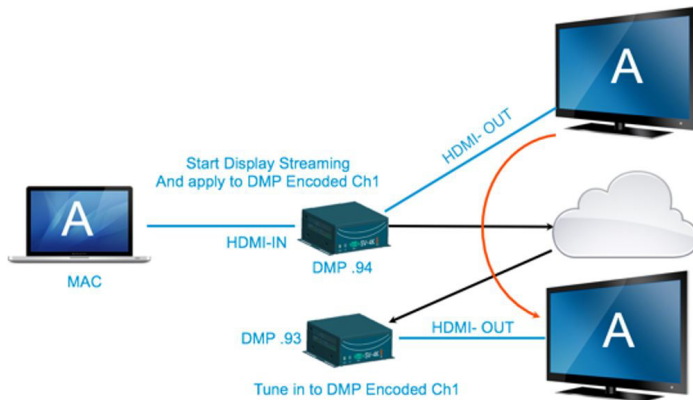 A
HDMI- OUT
Start Display Streaming
And apply to DMP Encoded Ch1
A
HDMI-IN
MAC
DMP .94
DMP .93
HDMI- OUT
A
Tune in to DMP Encoded Ch1